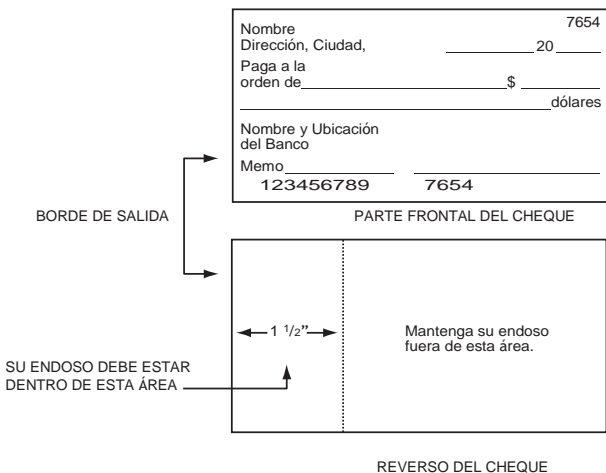 7654
Nombre
Dirección, Ciudad, 20
Paga a la
orden de $
dólares
Nombre y Ubicación
del Banco
Memo
123456789 7654
BORDE DE SALIDA
PARTE FRONTAL DEL CHEQUE
1 1/2”
Mantenga su endoso
fuera de esta área.
SU ENDOSO DEBE ESTAR
DENTRO DE ESTA ÁREA
REVERSO DEL CHEQUE